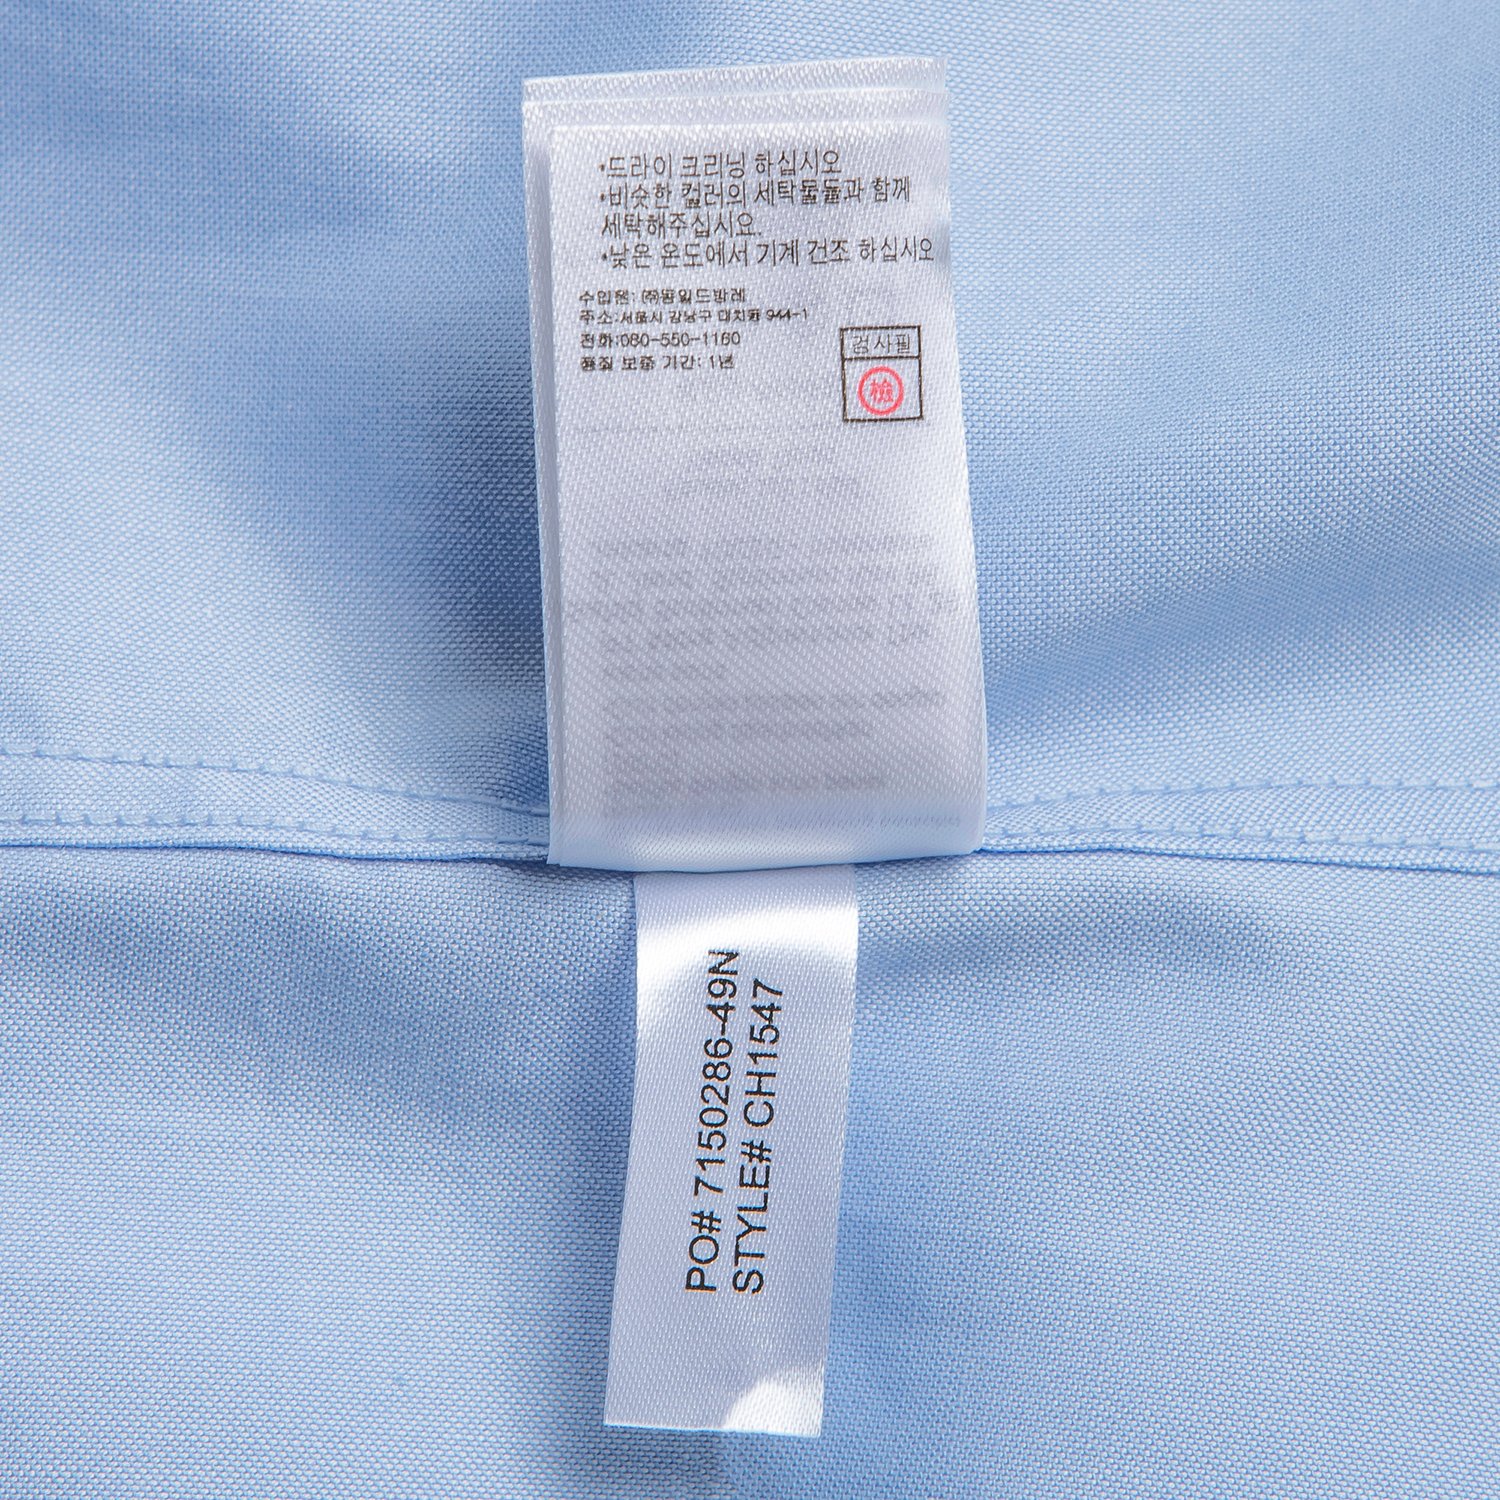 •드라이 크리닝 하십시오
•비슷한 컬러의 세탁물들과 함께
세탁해주십시요.
•낮은 온도에서 기계 건조 하십시오
수입원: (주)동일드방레
주소:서울시 강남구 대치동 944-1
전화:080-550-1160
품질 보증 기간: 1년
검사필
檢
PO# 7150286-49N
STYLE# CH1547